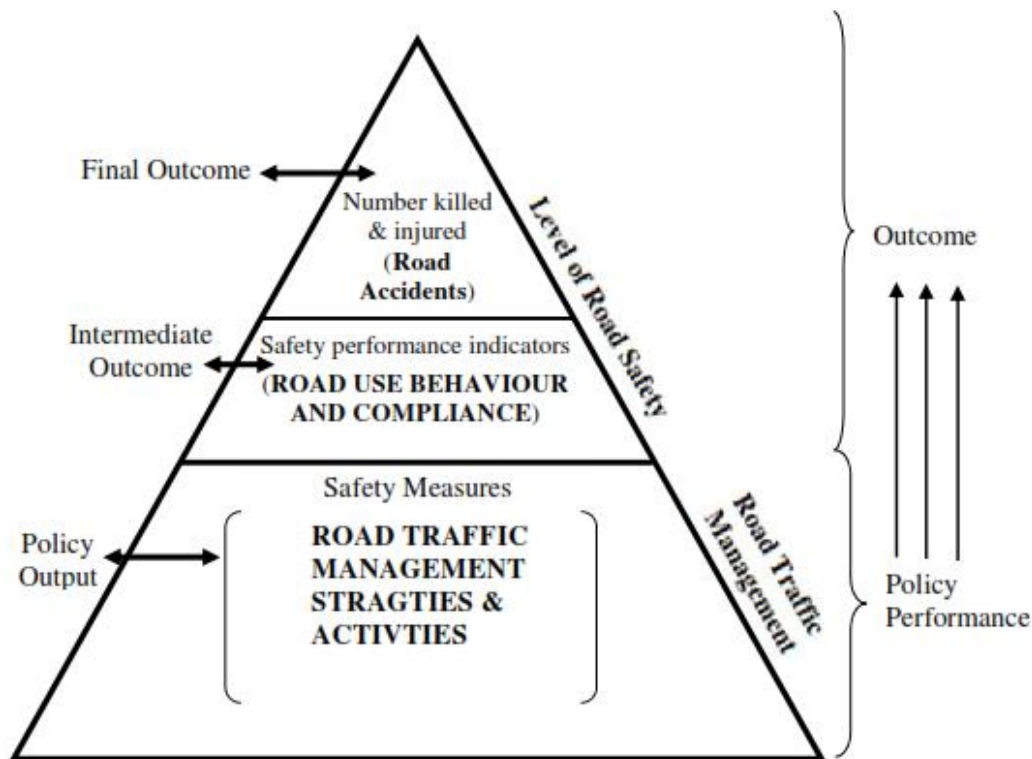 Final Outcome
Number killed
& injured
(Road
Accidents)
Level of Road Safety
Outcome
Intermediate
Outcome
Safety performance indicators
(ROAD USE BEHAVIOUR
AND COMPLIANCE)
Safety Measures
Policy
Output
ROAD TRAFFIC
MANAGEMENT
STRAGTIES &
ACTIVTIES
Road Traffic
Management
Policy
Performance